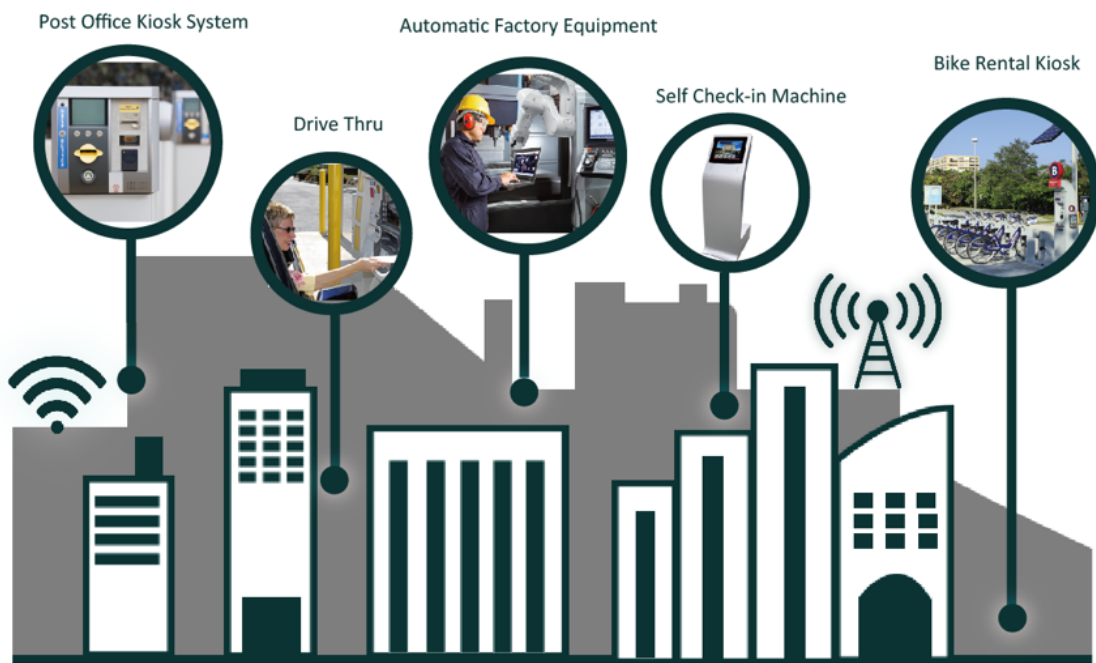 Post Office Kiosk System
Automatic Factory Equipment
Bike Rental Kiosk
Self Check-in Machine
Drive Thru
B